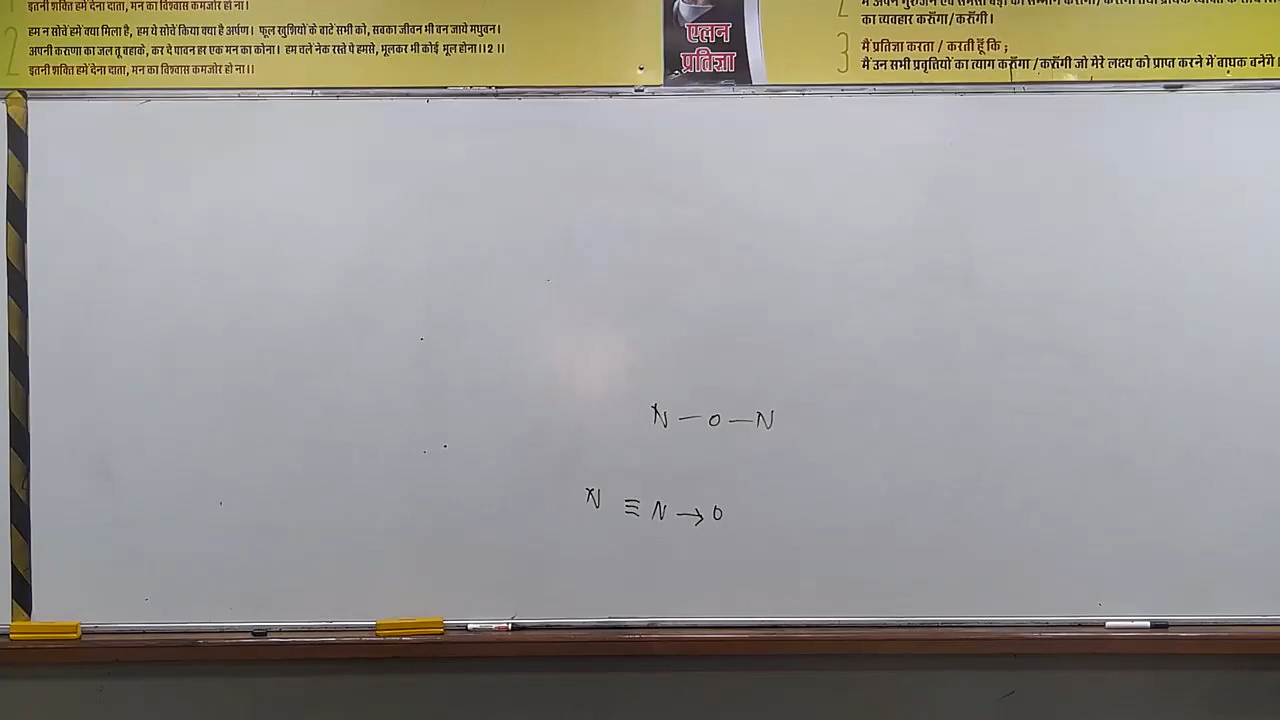 इतनी शक्ति हमें देना दाता, मन का विश्वास कमजोर हो ना।
2 हम न सोचें हमें क्या मिला है, हम ये सोचें किया क्या है अर्पण। फूल खुशियों के बाटें सभी को, सबका जीवन भी बन जाये मधुबन।
अपनी करुणा का जल तू बहाके, कर दे पावन हर एक मन का कोना। हम चलें नेक रस्ते पे हमसे, भूलकर भी कोई भूल हो ना।।2 ।।
इतनी शक्ति हमें देना दाता, मन का विश्वास कमजोर हो ना।।
एलन
प्रतिज्ञा
2
का व्यवहार करूँगा / करूँगी।
3 मैं प्रतिज्ञा करता / करती हूँ कि ;
मैं उन सभी प्रवृत्तियों का त्याग करूँगा / करूँगी जो मेरे लक्ष्य को प्राप्त करने में बाधक बनेंगे।
N — O — N
N ≡ N → O